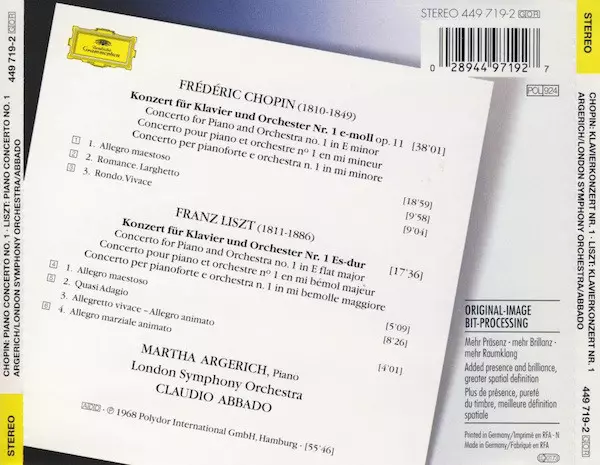 STEREO 449 719-2 GOR
CHOPIN: PIANO CONCERTO NO. 1 · LISZT: PIANO CONCERTO NO. 1
ARGERICH/LONDON SYMPHONY ORCHESTRA/ABBADO
Deutsche
Grammophon
STEREO 449 719-2 GOR
0 28944 97192 7
POL 924
FRÉDÉRIC CHOPIN (1810-1849)
Konzert für Klavier und Orchester Nr. 1 e-moll op. 11 [38'01]
Concerto for Piano and Orchestra no. 1 in E minor
Concerto pour piano et orchestre n° 1 en mi mineur
Concerto per pianoforte e orchestra n. 1 in mi minore
1 1. Allegro maestoso [18'59]
2 2. Romance. Larghetto [9'58]
3 3. Rondo. Vivace [9'04]
FRANZ LISZT (1811-1886)
Konzert für Klavier und Orchester Nr. 1 Es-dur [17'36]
Concerto for Piano and Orchestra no. 1 in E flat major
Concerto pour piano et orchestre n° 1 en mi bémol majeur
Concerto per pianoforte e orchestra n. 1 in mi bemolle maggiore
4 1. Allegro maestoso [5'09]
5 2. Quasi Adagio
3. Allegretto vivace – Allegro animato [8'26]
6 4. Allegro marziale animato [4'01]
MARTHA ARGERICH, Piano
London Symphony Orchestra
CLAUDIO ABBADO
ADD · ℗ 1968 Polydor International GmbH, Hamburg · [55'46]
ORIGINAL-IMAGE
BIT-PROCESSING
Mehr Präsenz · mehr Brillanz ·
mehr Raumklang
Added presence and brilliance,
greater spatial definition
Plus de présence, pureté
du timbre, meilleure définition
spatiale
Printed in Germany/Imprimé en RFA · N
Made in Germany/Fabriqué en RFA
STEREO
CHOPIN: KLAVIERKONZERT NR. 1 · LISZT: KLAVIERKONZERT NR. 1
ARGERICH/LONDON SYMPHONY ORCHESTRA/ABBADO
449 719-2 GOR